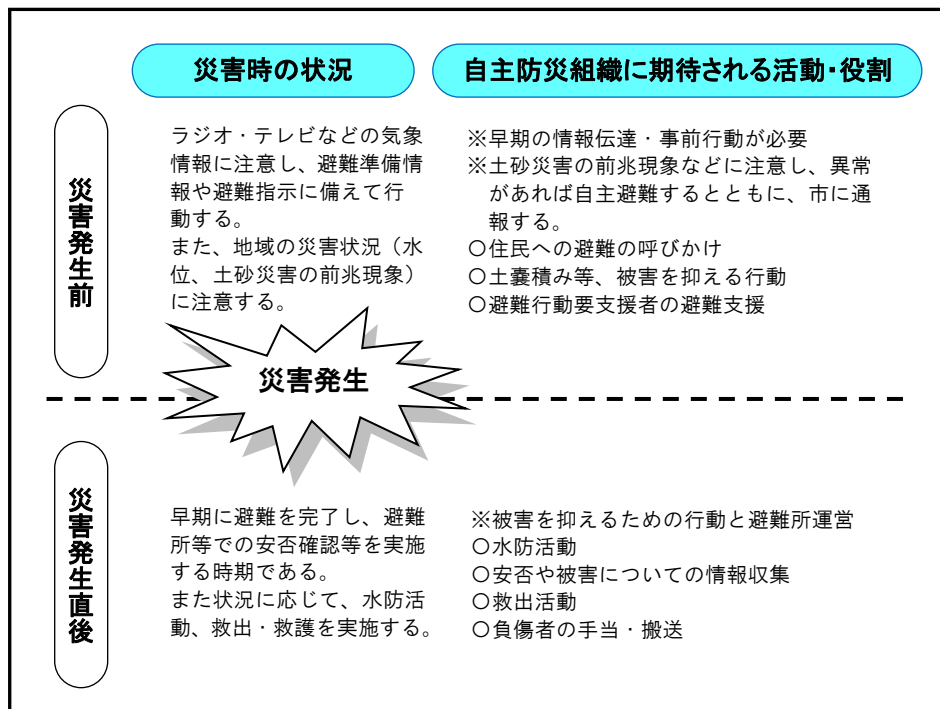 災害時の状況
自主防災組織に期待される活動・役割
災害発生前
ラジオ・テレビなどの気象
情報に注意し、避難準備情
報や避難指示に備えて行
動する。
また、地域の災害状況（水
位、土砂災害の前兆現象）
に注意する。
※早期の情報伝達・事前行動が必要
※土砂災害の前兆現象などに注意し、異常
があれば自主避難するとともに、市に通
報する。
○住民への避難の呼びかけ
○土嚢積み等、被害を抑える行動
○避難行動要支援者の避難支援
災害発生
災害発生直後
早期に避難を完了し、避難
所等での安否確認等を実施
する時期である。
また状況に応じて、水防活
動、救出・救護を実施する。
※被害を抑えるための行動と避難所運営
○水防活動
○安否や被害についての情報収集
○救出活動
○負傷者の手当・搬送